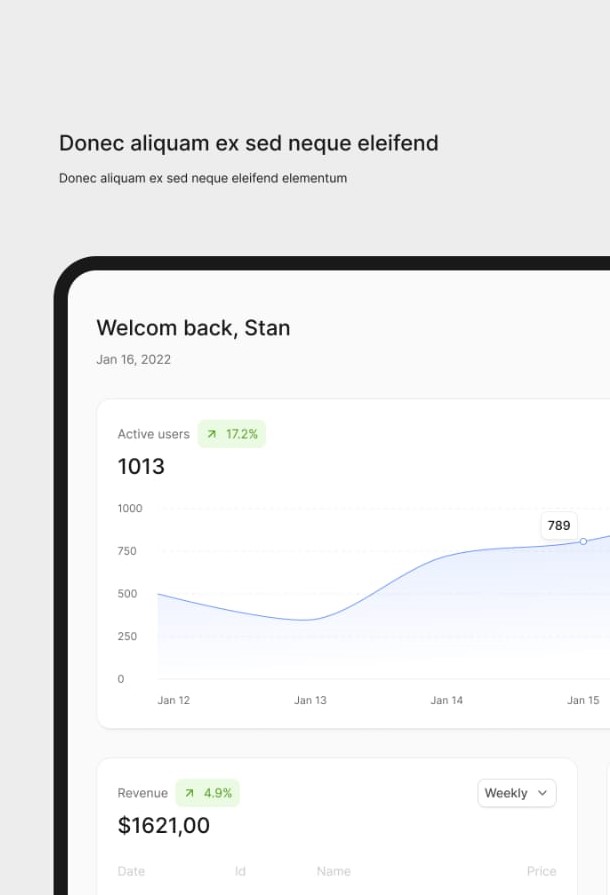 Donec aliquam ex sed neque eleifend
Donec aliquam ex sed neque eleifend elementum
Welcom back, Stan
Jan 16, 2022
Active users 17.2%
1013
1000
789
750
500
250
0
Jan 12 Jan 13 Jan 14 Jan 15
Revenue 4.9% Weekly
$1621,00
Date Id Name Price